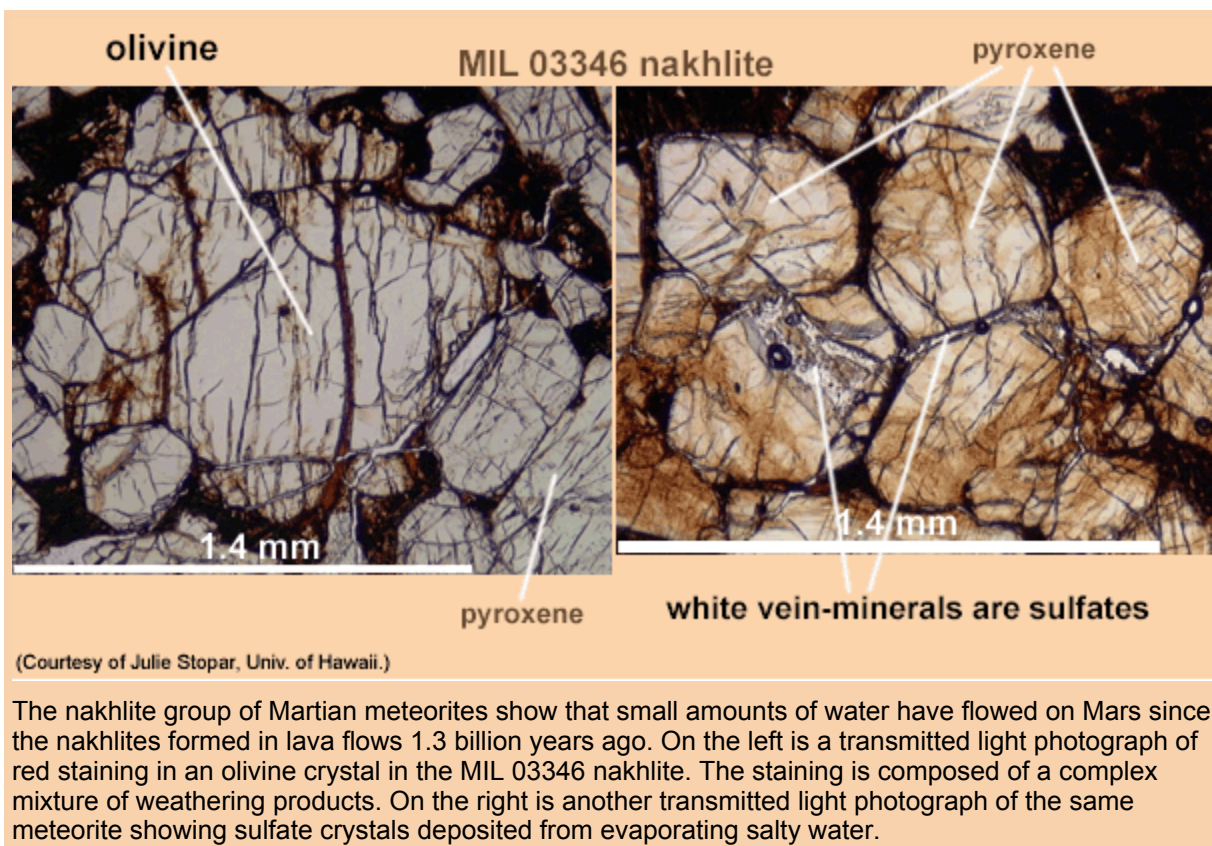 olivine
MIL 03346 nakhlite
pyroxene
1.4 mm
1.4 mm
pyroxene
white vein-minerals are sulfates
(Courtesy of Julie Stopar, Univ. of Hawaii.)
The nakhlite group of Martian meteorites show that small amounts of water have flowed on Mars since
the nakhlites formed in lava flows 1.3 billion years ago. On the left is a transmitted light photograph of
red staining in an olivine crystal in the MIL 03346 nakhlite. The staining is composed of a complex
mixture of weathering products. On the right is another transmitted light photograph of the same
meteorite showing sulfate crystals deposited from evaporating salty water.